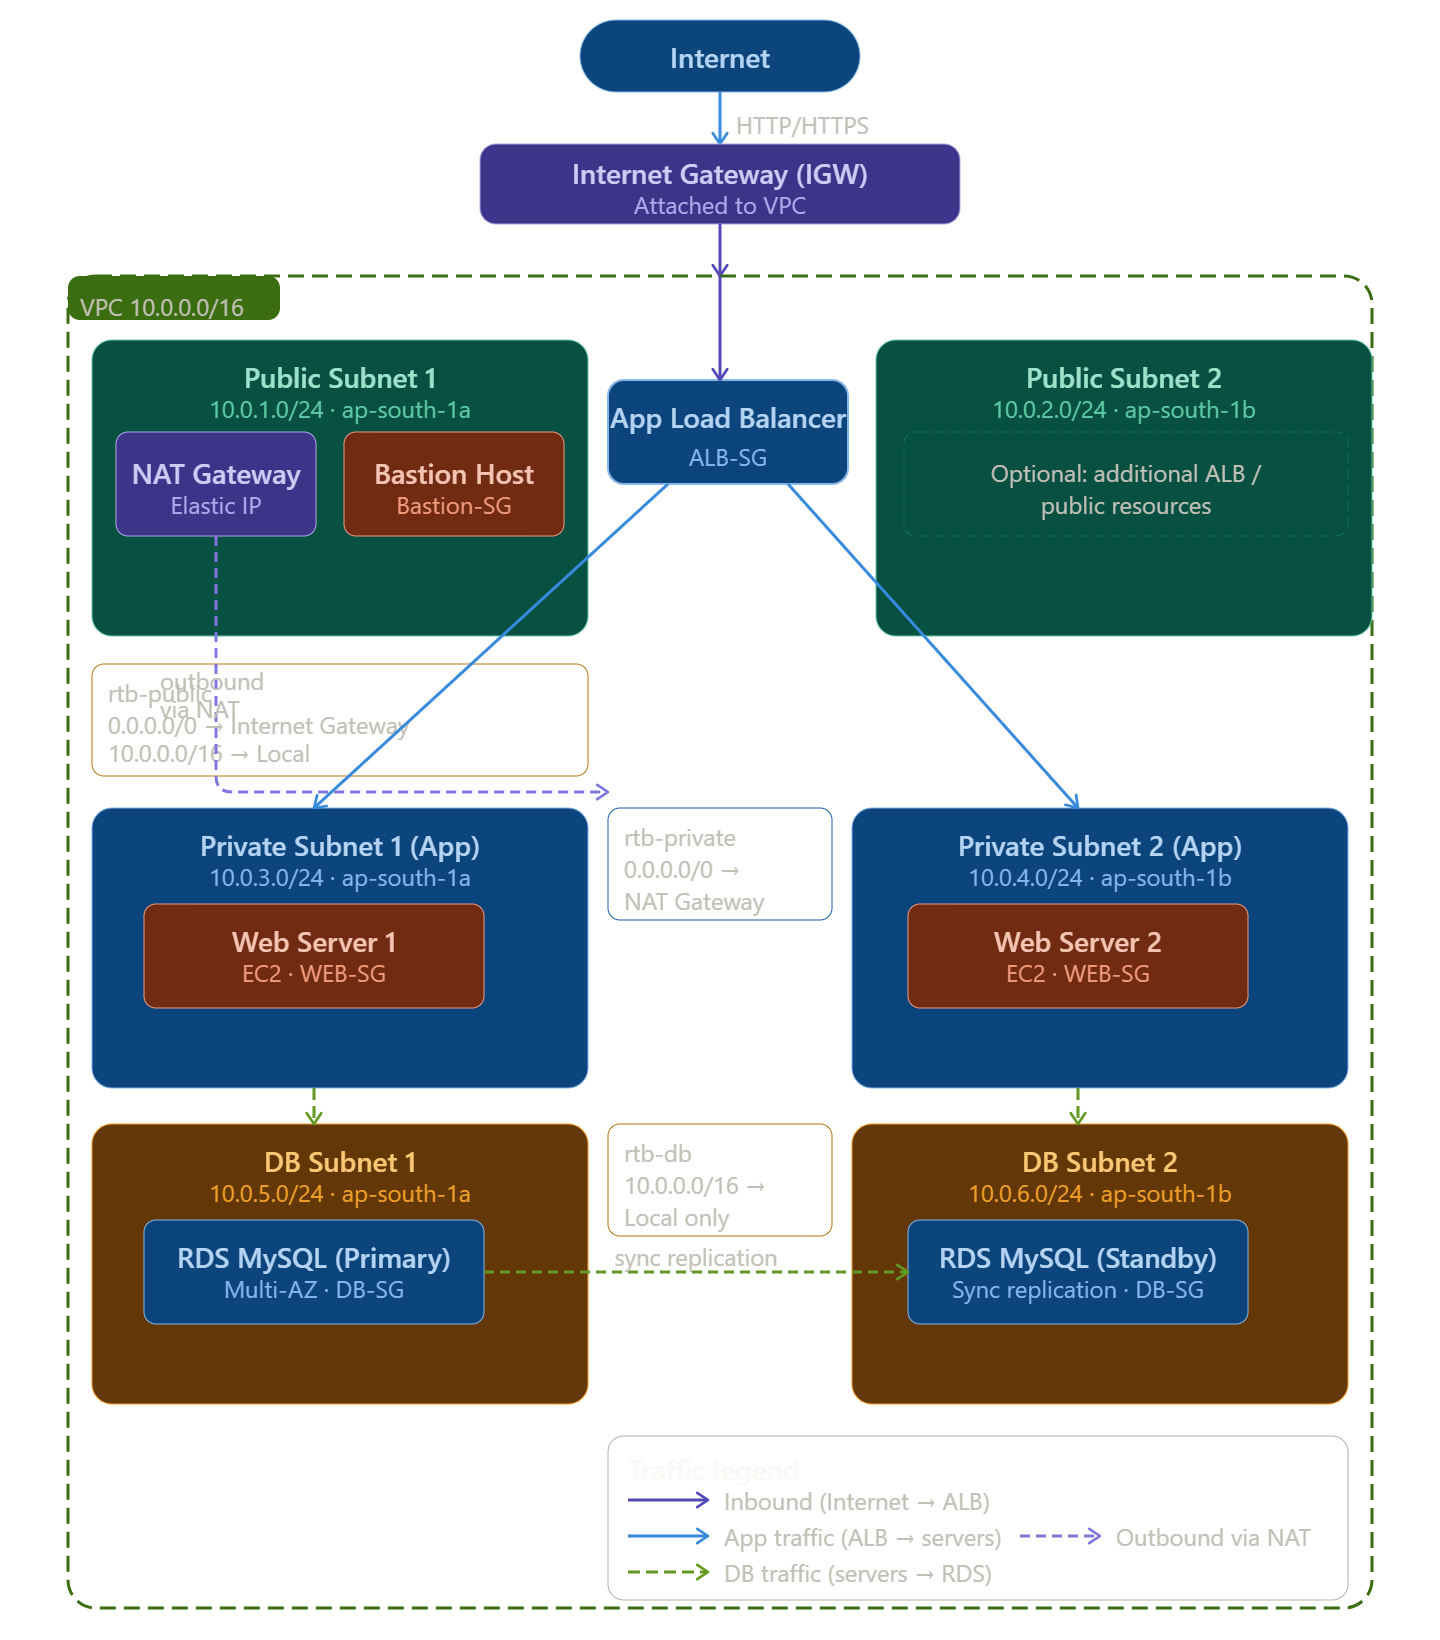 Internet
HTTP/HTTPS
Internet Gateway (IGW)
Attached to VPC
VPC 10.0.0.0/16
Public Subnet 1
10.0.1.0/24 · ap-south-1a
NAT Gateway
Elastic IP
Bastion Host
Bastion-SG
App Load Balancer
ALB-SG
Public Subnet 2
10.0.2.0/24 · ap-south-1b
Optional: additional ALB /
public resources
outbound
via NAT
rtb-public
0.0.0.0/0 → Internet Gateway
10.0.0.0/16 → Local
Private Subnet 1 (App)
10.0.3.0/24 · ap-south-1a
Web Server 1
EC2 · WEB-SG
rtb-private
0.0.0.0/0 →
NAT Gateway
Private Subnet 2 (App)
10.0.4.0/24 · ap-south-1b
Web Server 2
EC2 · WEB-SG
DB Subnet 1
10.0.5.0/24 · ap-south-1a
RDS MySQL (Primary)
Multi-AZ · DB-SG
rtb-db
10.0.0.0/16 →
Local only
sync replication
DB Subnet 2
10.0.6.0/24 · ap-south-1b
RDS MySQL (Standby)
Sync replication · DB-SG
Traffic legend
Inbound (Internet → ALB)
App traffic (ALB → servers)
Outbound via NAT
DB traffic (servers → RDS)